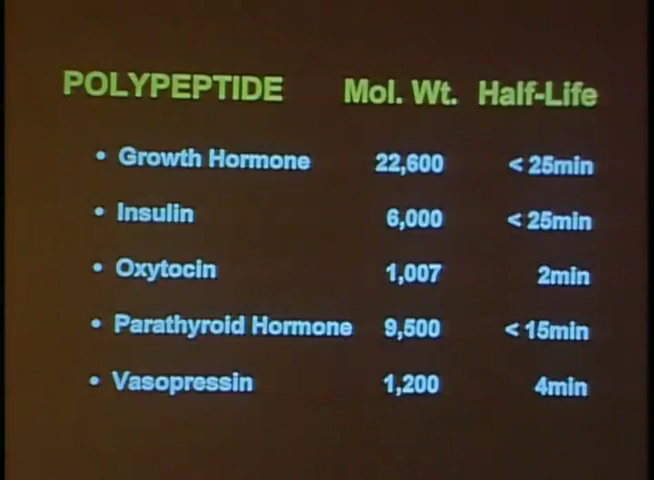 POLYPEPTIDE Mol. Wt. Half-Life
• Growth Hormone 22,600 < 25min
• Insulin 6,000 < 25min
• Oxytocin 1,007 2min
• Parathyroid Hormone 9,500 < 15min
• Vasopressin 1,200 4min